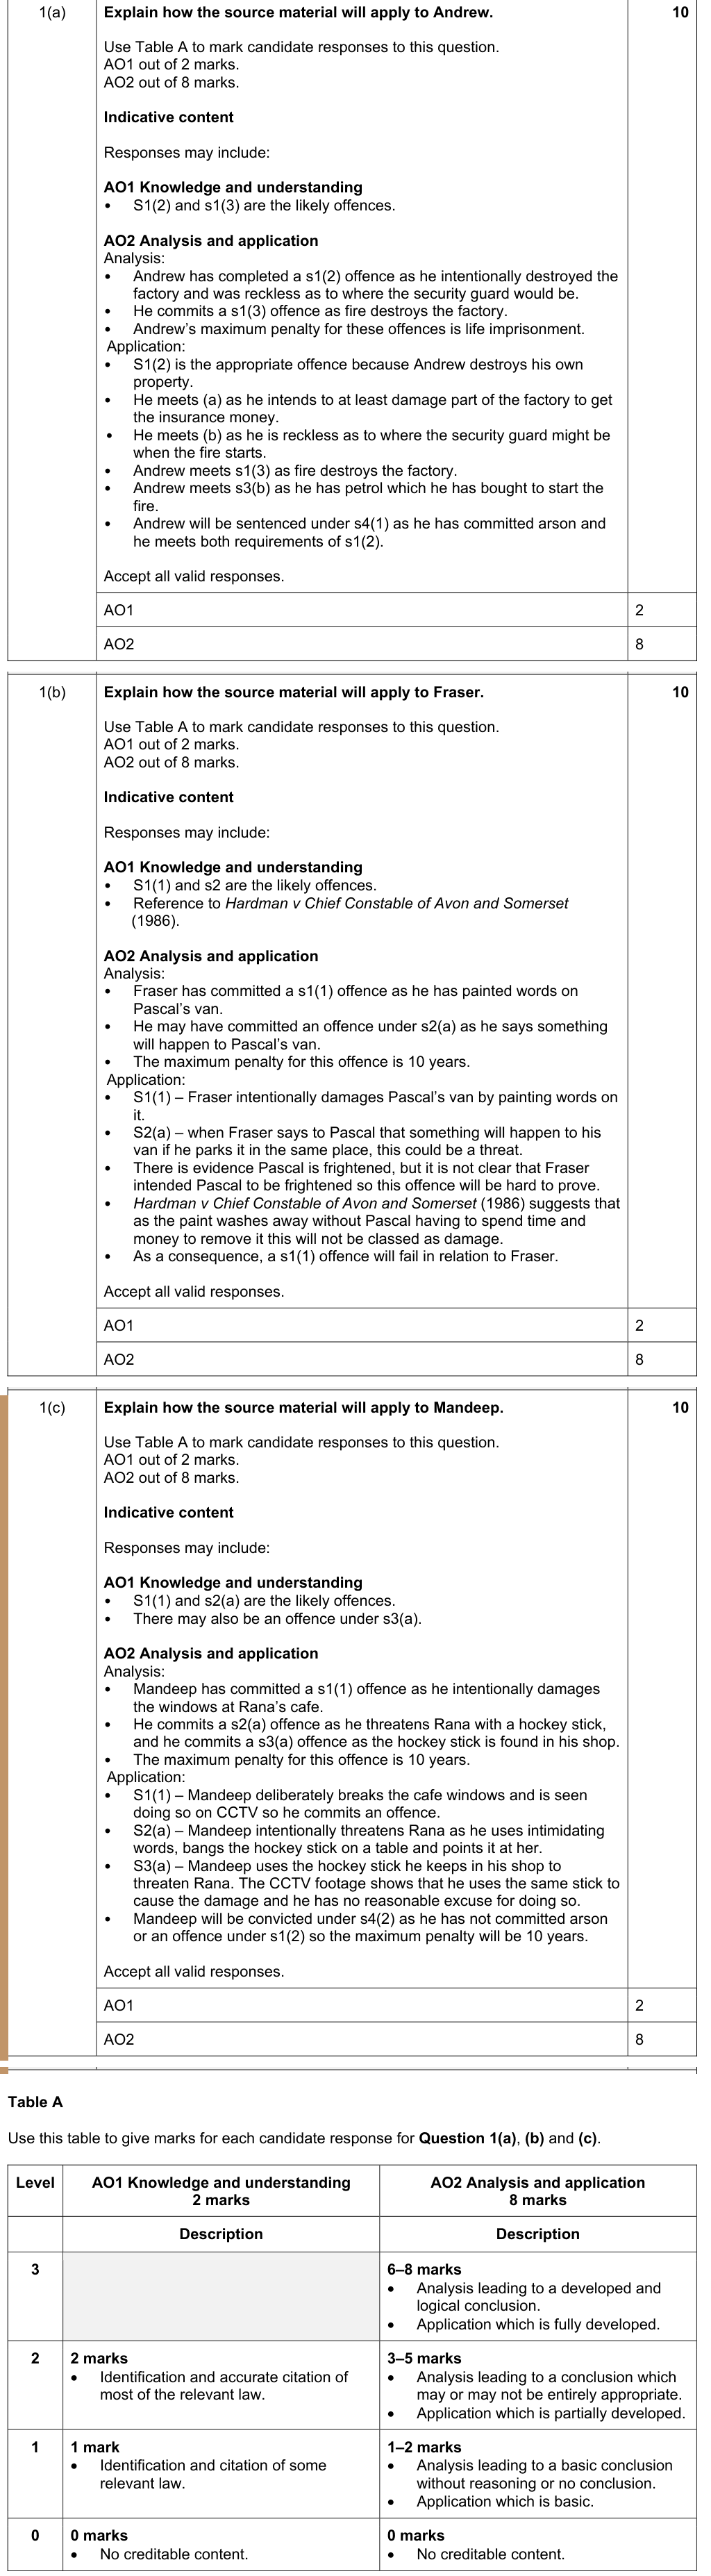 1(a)
Explain how the source material will apply to Andrew.
10
Use Table A to mark candidate responses to this question.
AO1 out of 2 marks.
AO2 out of 8 marks.
Indicative content
Responses may include:
AO1 Knowledge and understanding
• S1(2) and s1(3) are the likely offences.
AO2 Analysis and application
Analysis:
• Andrew has completed a s1(2) offence as he intentionally destroyed the
factory and was reckless as to where the security guard would be.
• He commits a s1(3) offence as fire destroys the factory.
• Andrew's maximum penalty for these offences is life imprisonment.
Application:
• S1(2) is the appropriate offence because Andrew destroys his own
property.
• He meets (a) as he intends to at least damage part of the factory to get
the insurance money.
• He meets (b) as he is reckless as to where the security guard might be
when the fire starts.
• Andrew meets s1(3) as fire destroys the factory.
• Andrew meets s3(b) as he has petrol which he has bought to start the
fire.
• Andrew will be sentenced under s4(1) as he has committed arson and
he meets both requirements of s1(2).
Accept all valid responses.
AO1 2
AO2 8
1(b)
Explain how the source material will apply to Fraser.
10
Use Table A to mark candidate responses to this question.
AO1 out of 2 marks.
AO2 out of 8 marks.
Indicative content
Responses may include:
AO1 Knowledge and understanding
• S1(1) and s2 are the likely offences.
• Reference to Hardman v Chief Constable of Avon and Somerset
(1986).
AO2 Analysis and application
Analysis:
• Fraser has committed a s1(1) offence as he has painted words on
Pascal's van.
• He may have committed an offence under s2(a) as he says something
will happen to Pascal's van.
• The maximum penalty for this offence is 10 years.
Application:
• S1(1) – Fraser intentionally damages Pascal's van by painting words on
it.
• S2(a) – when Fraser says to Pascal that something will happen to his
van if he parks it in the same place, this could be a threat.
• There is evidence Pascal is frightened, but it is not clear that Fraser
intended Pascal to be frightened so this offence will be hard to prove.
• Hardman v Chief Constable of Avon and Somerset (1986) suggests that
as the paint washes away without Pascal having to spend time and
money to remove it this will not be classed as damage.
• As a consequence, a s1(1) offence will fail in relation to Fraser.
Accept all valid responses.
AO1 2
AO2 8
1(c)
Explain how the source material will apply to Mandeep.
10
Use Table A to mark candidate responses to this question.
AO1 out of 2 marks.
AO2 out of 8 marks.
Indicative content
Responses may include:
AO1 Knowledge and understanding
• S1(1) and s2(a) are the likely offences.
• There may also be an offence under s3(a).
AO2 Analysis and application
Analysis:
• Mandeep has committed a s1(1) offence as he intentionally damages
the windows at Rana's cafe.
• He commits a s2(a) offence as he threatens Rana with a hockey stick,
and he commits a s3(a) offence as the hockey stick is found in his shop.
• The maximum penalty for this offence is 10 years.
Application:
• S1(1) – Mandeep deliberately breaks the cafe windows and is seen
doing so on CCTV so he commits an offence.
• S2(a) – Mandeep intentionally threatens Rana as he uses intimidating
words, bangs the hockey stick on a table and points it at her.
• S3(a) – Mandeep uses the hockey stick he keeps in his shop to
threaten Rana. The CCTV footage shows that he uses the same stick to
cause the damage and he has no reasonable excuse for doing so.
• Mandeep will be convicted under s4(2) as he has not committed arson
or an offence under s1(2) so the maximum penalty will be 10 years.
Accept all valid responses.
AO1 2
AO2 8
Table A
Use this table to give marks for each candidate response for Question 1(a), (b) and (c).
Level
AO1 Knowledge and understanding
2 marks
AO2 Analysis and application
8 marks
Description
Description
3
6–8 marks
• Analysis leading to a developed and
logical conclusion.
• Application which is fully developed.
2
2 marks
• Identification and accurate citation of
most of the relevant law.
3–5 marks
• Analysis leading to a conclusion which
may or may not be entirely appropriate.
• Application which is partially developed.
1
1 mark
• Identification and citation of some
relevant law.
1–2 marks
• Analysis leading to a basic conclusion
without reasoning or no conclusion.
• Application which is basic.
0
0 marks
• No creditable content.
0 marks
• No creditable content.